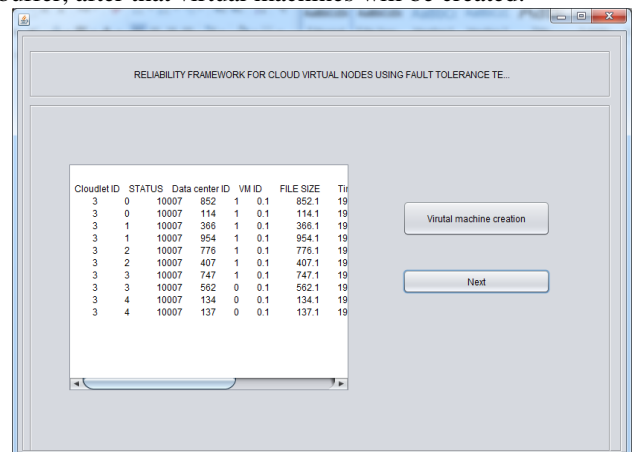 buffer, after that virtual machines will be created.
RELIABILITY FRAMEWORK FOR CLOUD VIRTUAL NODES USING FAULT TOLERANCE TE...
Cloudlet ID STATUS Data center ID VM ID FILE SIZE Tir
3 0 10007 852 1 0.1 852.1 19
3 0 10007 114 1 0.1 114.1 19
3 1 10007 366 1 0.1 366.1 19
3 1 10007 954 1 0.1 954.1 19
3 2 10007 776 1 0.1 776.1 19
3 2 10007 407 1 0.1 407.1 19
3 3 10007 747 1 0.1 747.1 19
3 3 10007 562 0 0.1 562.1 19
3 4 10007 134 0 0.1 134.1 19
3 4 10007 137 0 0.1 137.1 19
Virutal machine creation
Next